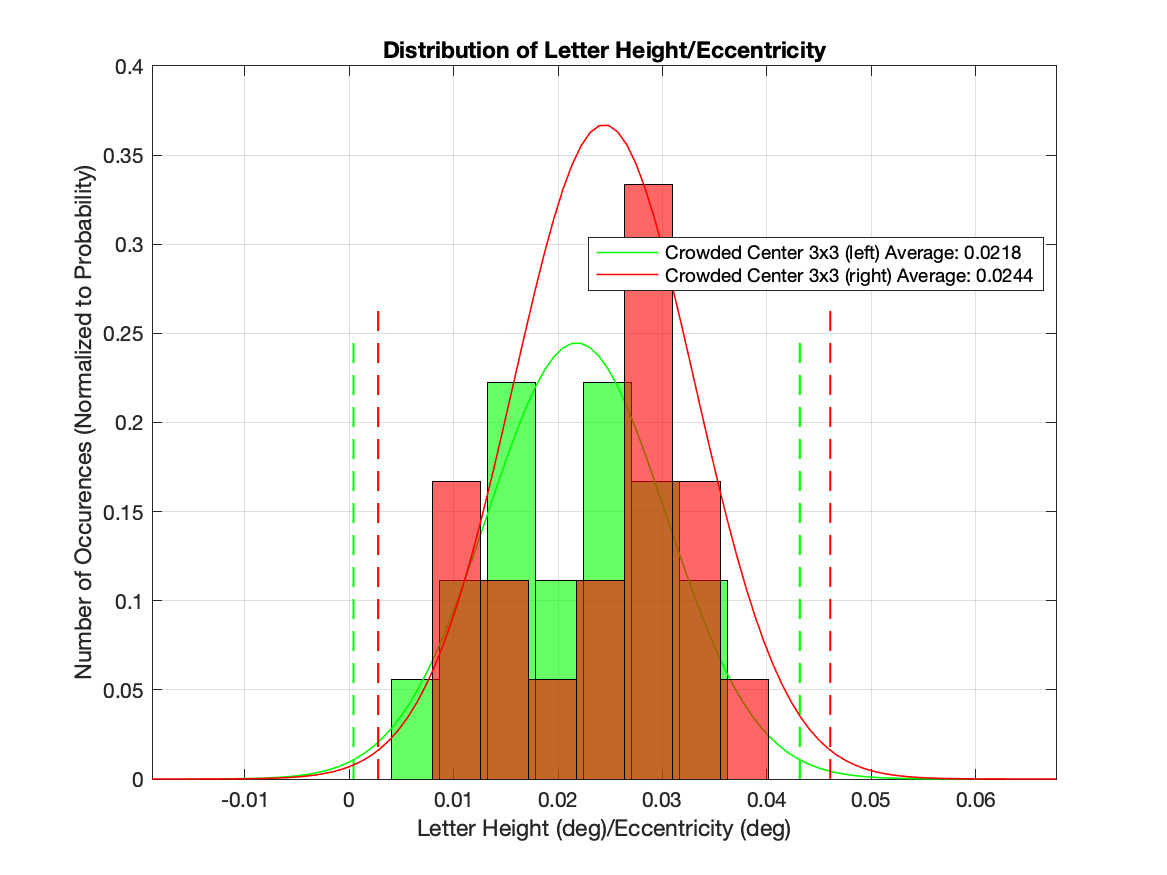 Distribution of Letter Height/Eccentricity
0.4
0.35
0.3
0.25
0.2
0.15
0.1
0.05
0
Number of Occurences (Normalized to Probability)
Crowded Center 3x3 (left) Average: 0.0218
Crowded Center 3x3 (right) Average: 0.0244
-0.01 0 0.01 0.02 0.03 0.04 0.05 0.06
Letter Height (deg)/Eccentricity (deg)